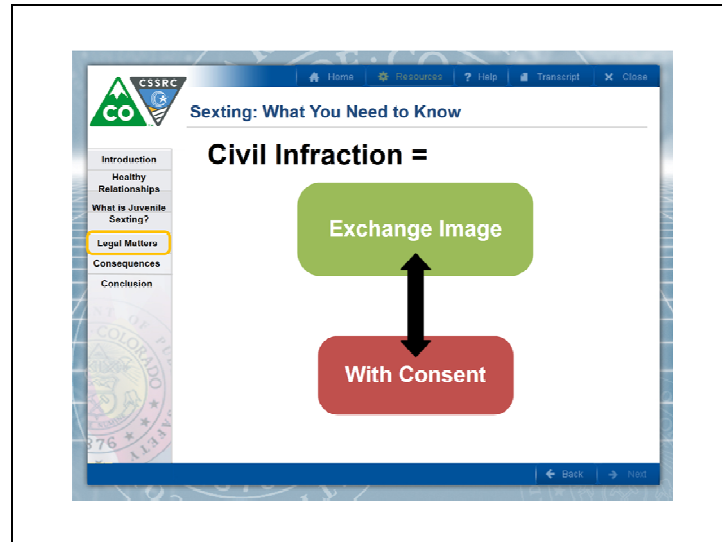 CSSRC
CO
Home
Resources
? Help
Transcript
X Close
Sexting: What You Need to Know
Introduction
Healthy
Relationships
What is Juvenile
Sexting?
Legal Matters
Consequences
Conclusion
Civil Infraction =
Exchange Image
With Consent
COLORADO
Back
Next